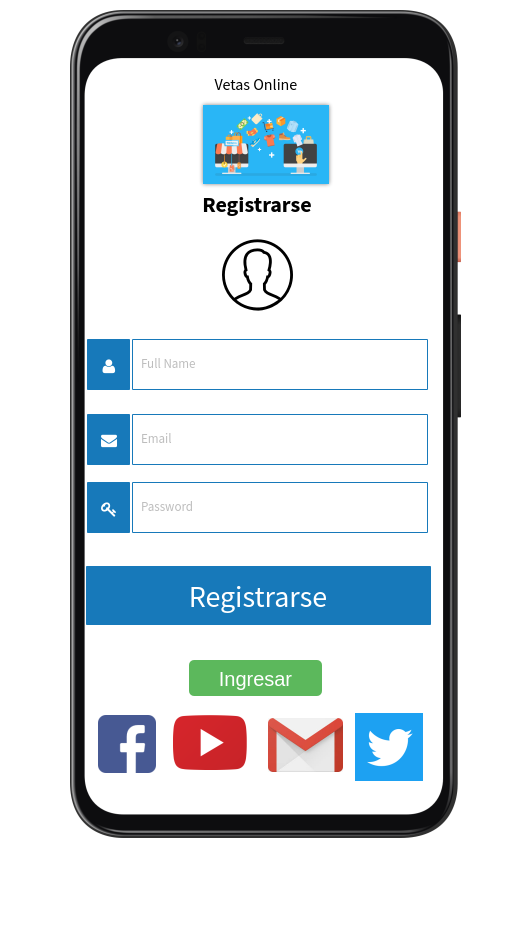 Vetas Online
Registrarse
Full Name
Email
Password
Registrarse
Ingresar